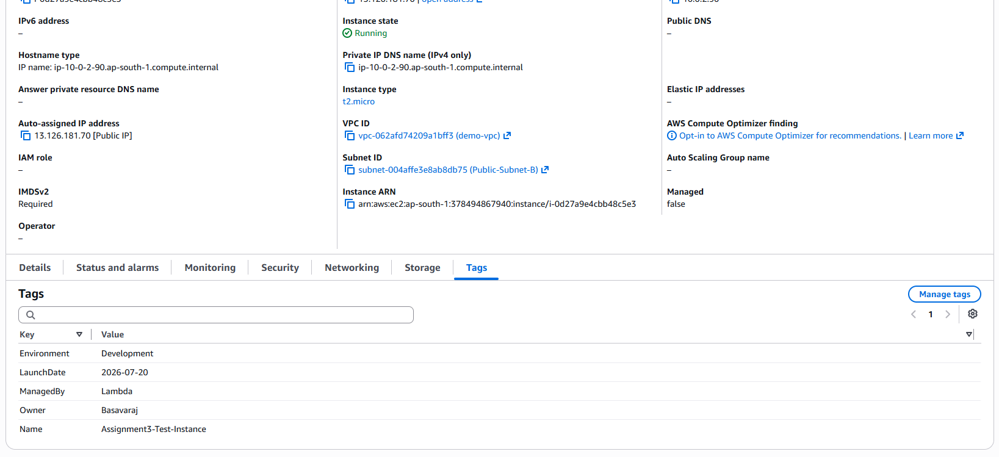 IPv6 address
–
Instance state
Running
Public DNS
–
Hostname type
IP name: ip-10-0-2-90.ap-south-1.compute.internal
Private IP DNS name (IPv4 only)
ip-10-0-2-90.ap-south-1.compute.internal
Answer private resource DNS name
–
Instance type
t2.micro
Elastic IP addresses
–
Auto-assigned IP address
13.126.181.70 [Public IP]
VPC ID
vpc-062afd74209a1bff3 (demo-vpc)
AWS Compute Optimizer finding
Opt-in to AWS Compute Optimizer for recommendations. | Learn more
IAM role
–
Subnet ID
subnet-004affe3e8ab8db75 (Public-Subnet-B)
Auto Scaling Group name
–
IMDSv2
Required
Instance ARN
arn:aws:ec2:ap-south-1:378494867940:instance/i-0d27a9e4cbb48c5e3
Managed
false
Operator
–
Details Status and alarms Monitoring Security Networking Storage Tags
Tags
Manage tags
1
Key Value
Environment Development
LaunchDate 2026-07-20
ManagedBy Lambda
Owner Basavaraj
Name Assignment3-Test-Instance